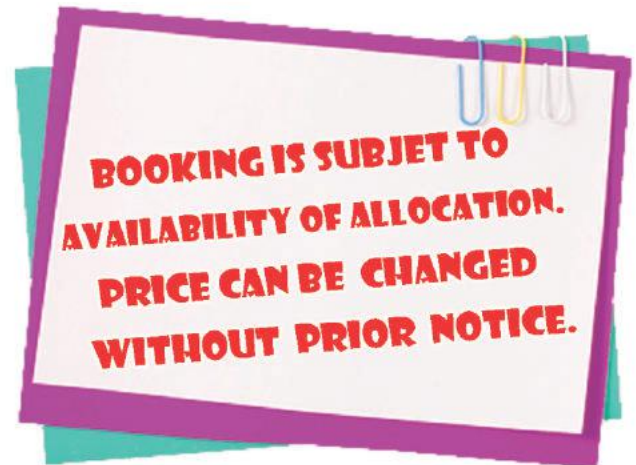 BOOKING IS SUBJET TO
AVAILABILITY OF ALLOCATION.
PRICE CAN BE CHANGED
WITHOUT PRIOR NOTICE.